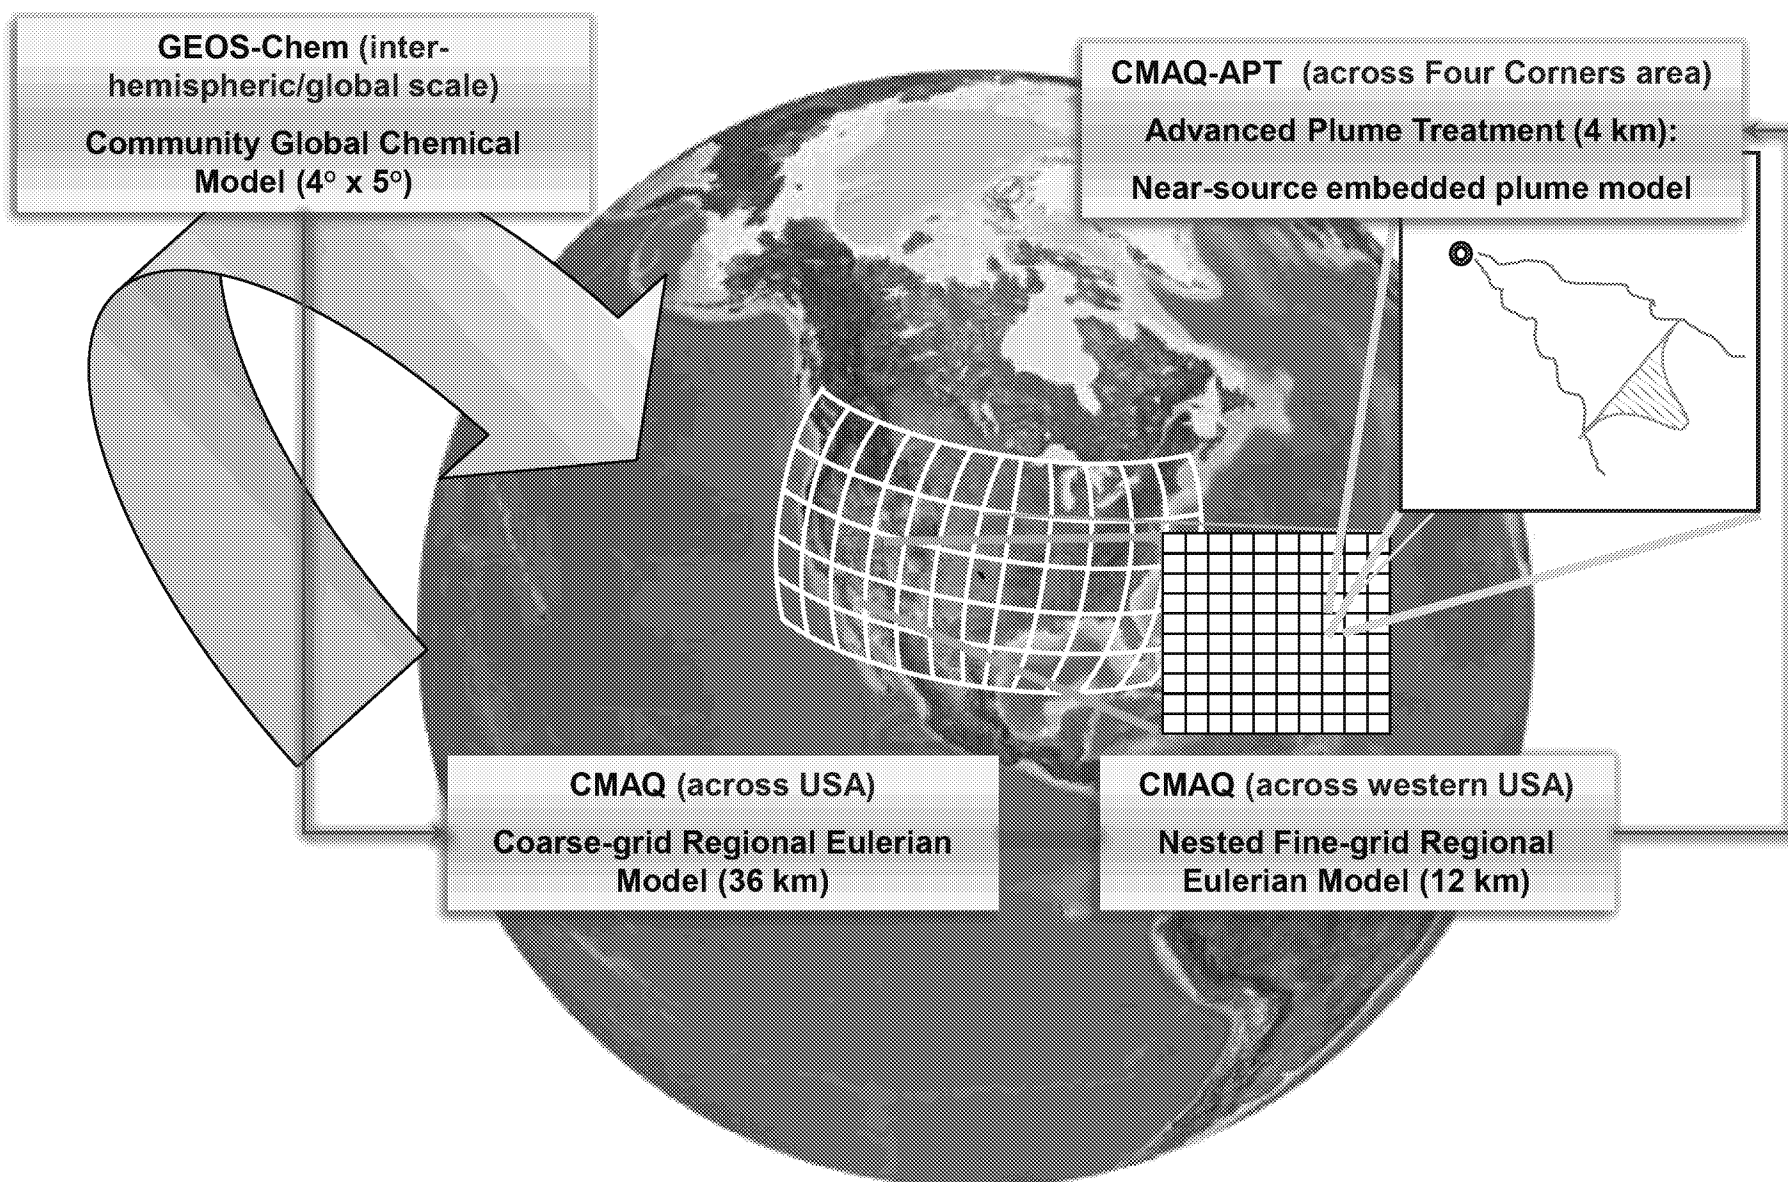 GEOS-Chem (inter-
hemispheric/global scale)
Community Global Chemical
Model (4° x 5°)
CMAQ-APT (across Four Corners area)
Advanced Plume Treatment (4 km):
Near-source embedded plume model
CMAQ (across USA)
Coarse-grid Regional Eulerian
Model (36 km)
CMAQ (across western USA)
Nested Fine-grid Regional
Eulerian Model (12 km)